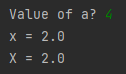 Value of a? 4
x = 2.0
X = 2.0